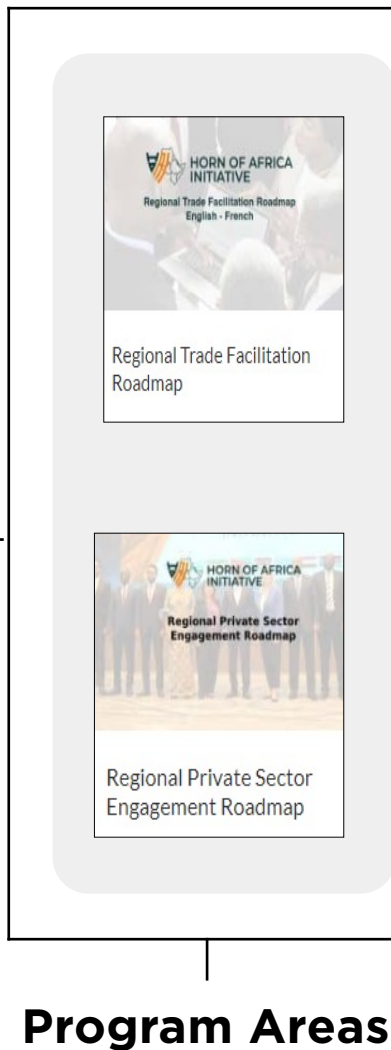 HORN OF AFRICA
INITIATIVE
Regional Trade Facilitation Roadmap
English - French
Regional Trade Facilitation
Roadmap
HORN OF AFRICA
INITIATIVE
Regional Private Sector
Engagement Roadmap
Regional Private Sector
Engagement Roadmap
Program Areas